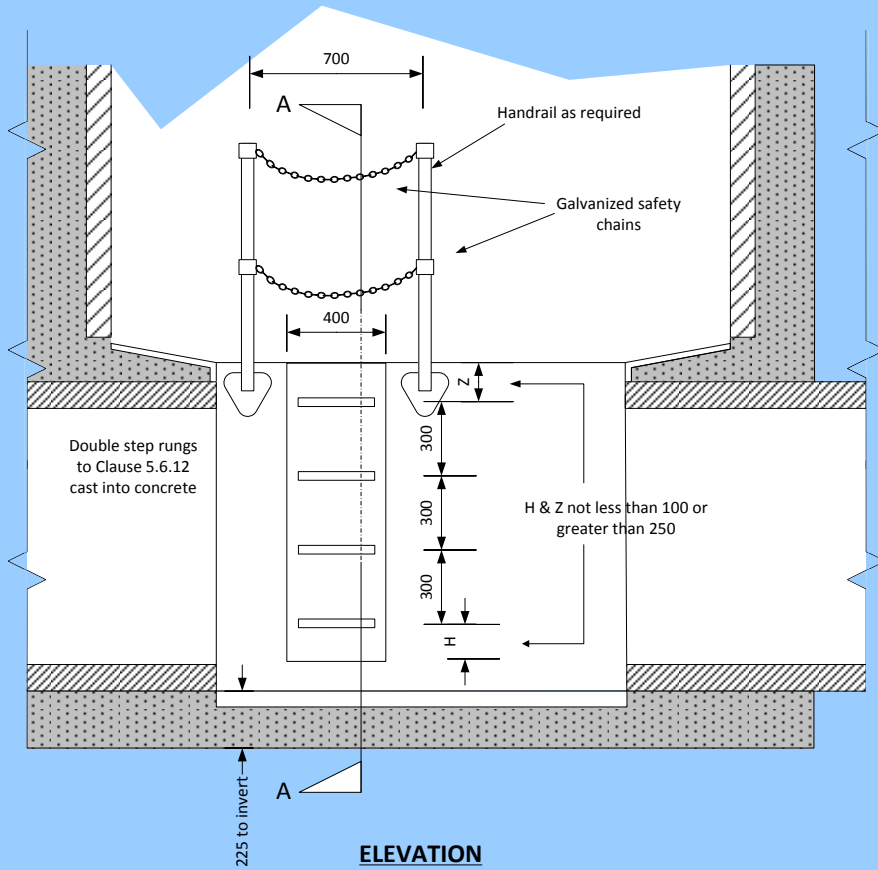 700
A
Handrail as required
Galvanized safety
chains
400
Z
300
Double step rungs
to Clause 5.6.12
cast into concrete
300
H & Z not less than 100 or
greater than 250
300
H
A
225 to invert
ELEVATION